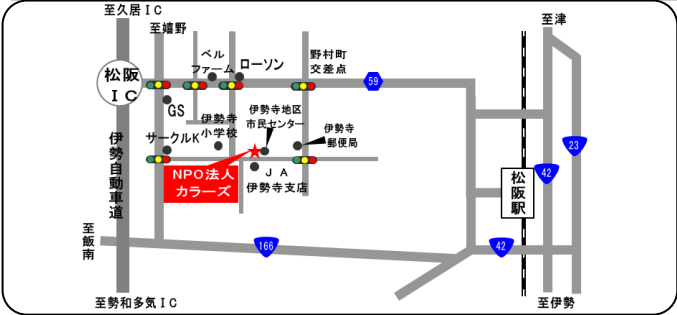 至久居IC
至嬉野
至津
ベル
ファーム
ローソン
野村町
交差点
松阪
IC
59
GS
伊勢寺
小学校
伊勢寺地区
市民センター
伊勢寺
郵便局
サークルK
23
伊勢自動車道
NPO法人
カラーズ
JA
伊勢寺支店
42
松阪駅
至飯南
166
42
至勢和多気IC
至伊勢